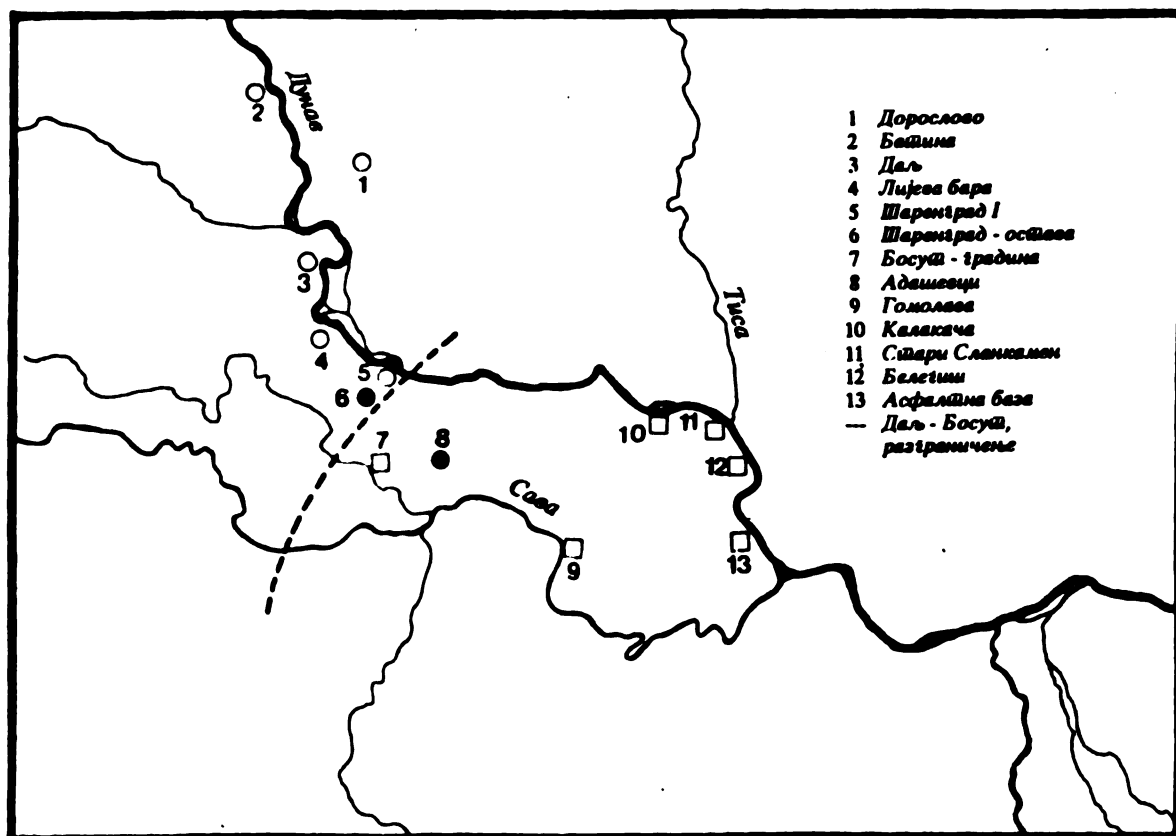 Дунав
2
1
3
4
5
6
7
8
Тиса
10
11
12
Сава
9
13
1 Дорослово
2 Батина
3 Даљ
4 Лијева бара
5 Шаренград I
6 Шаренград - остава
7 Босут - градина
8 Адашевци
9 Гомолава
10 Калакача
11 Стари Сланкамен
12 Белегиш
13 Асфалтна база
--- Даљ - Босут,
разграничење